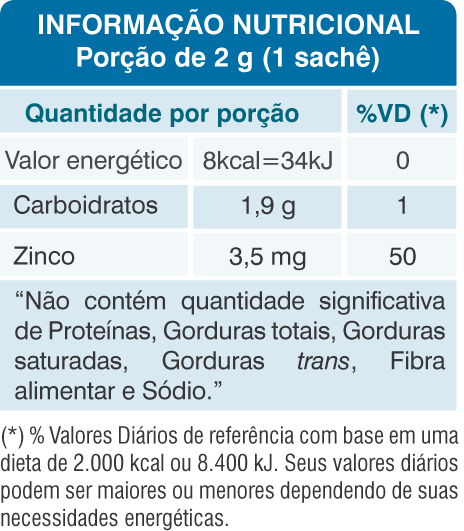 INFORMAÇÃO NUTRICIONAL
Porção de 2 g (1 sachê)
Quantidade por porção %VD (*)
Valor energético 8kcal=34kJ 0
Carboidratos 1,9 g 1
Zinco 3,5 mg 50
“Não contém quantidade significativa
de Proteínas, Gorduras totais, Gorduras
saturadas, Gorduras trans, Fibra
alimentar e Sódio.”
(*) % Valores Diários de referência com base em uma
dieta de 2.000 kcal ou 8.400 kJ. Seus valores diários
podem ser maiores ou menores dependendo de suas
necessidades energéticas.